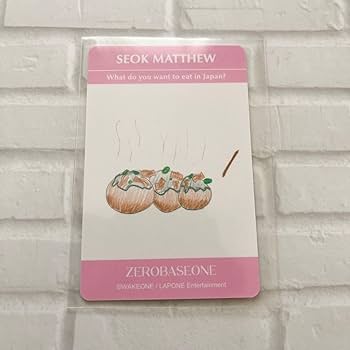 SEOK MATTHEW
What do you want to eat in Japan?
ZEROBASEONE
©WAKEONE / LAPONE Entertainment